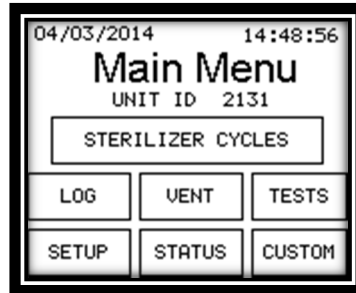 04/03/2014 14:48:56
Main Menu
UNIT ID 2131
STERILIZER CYCLES
LOG VENT TESTS
SETUP STATUS CUSTOM